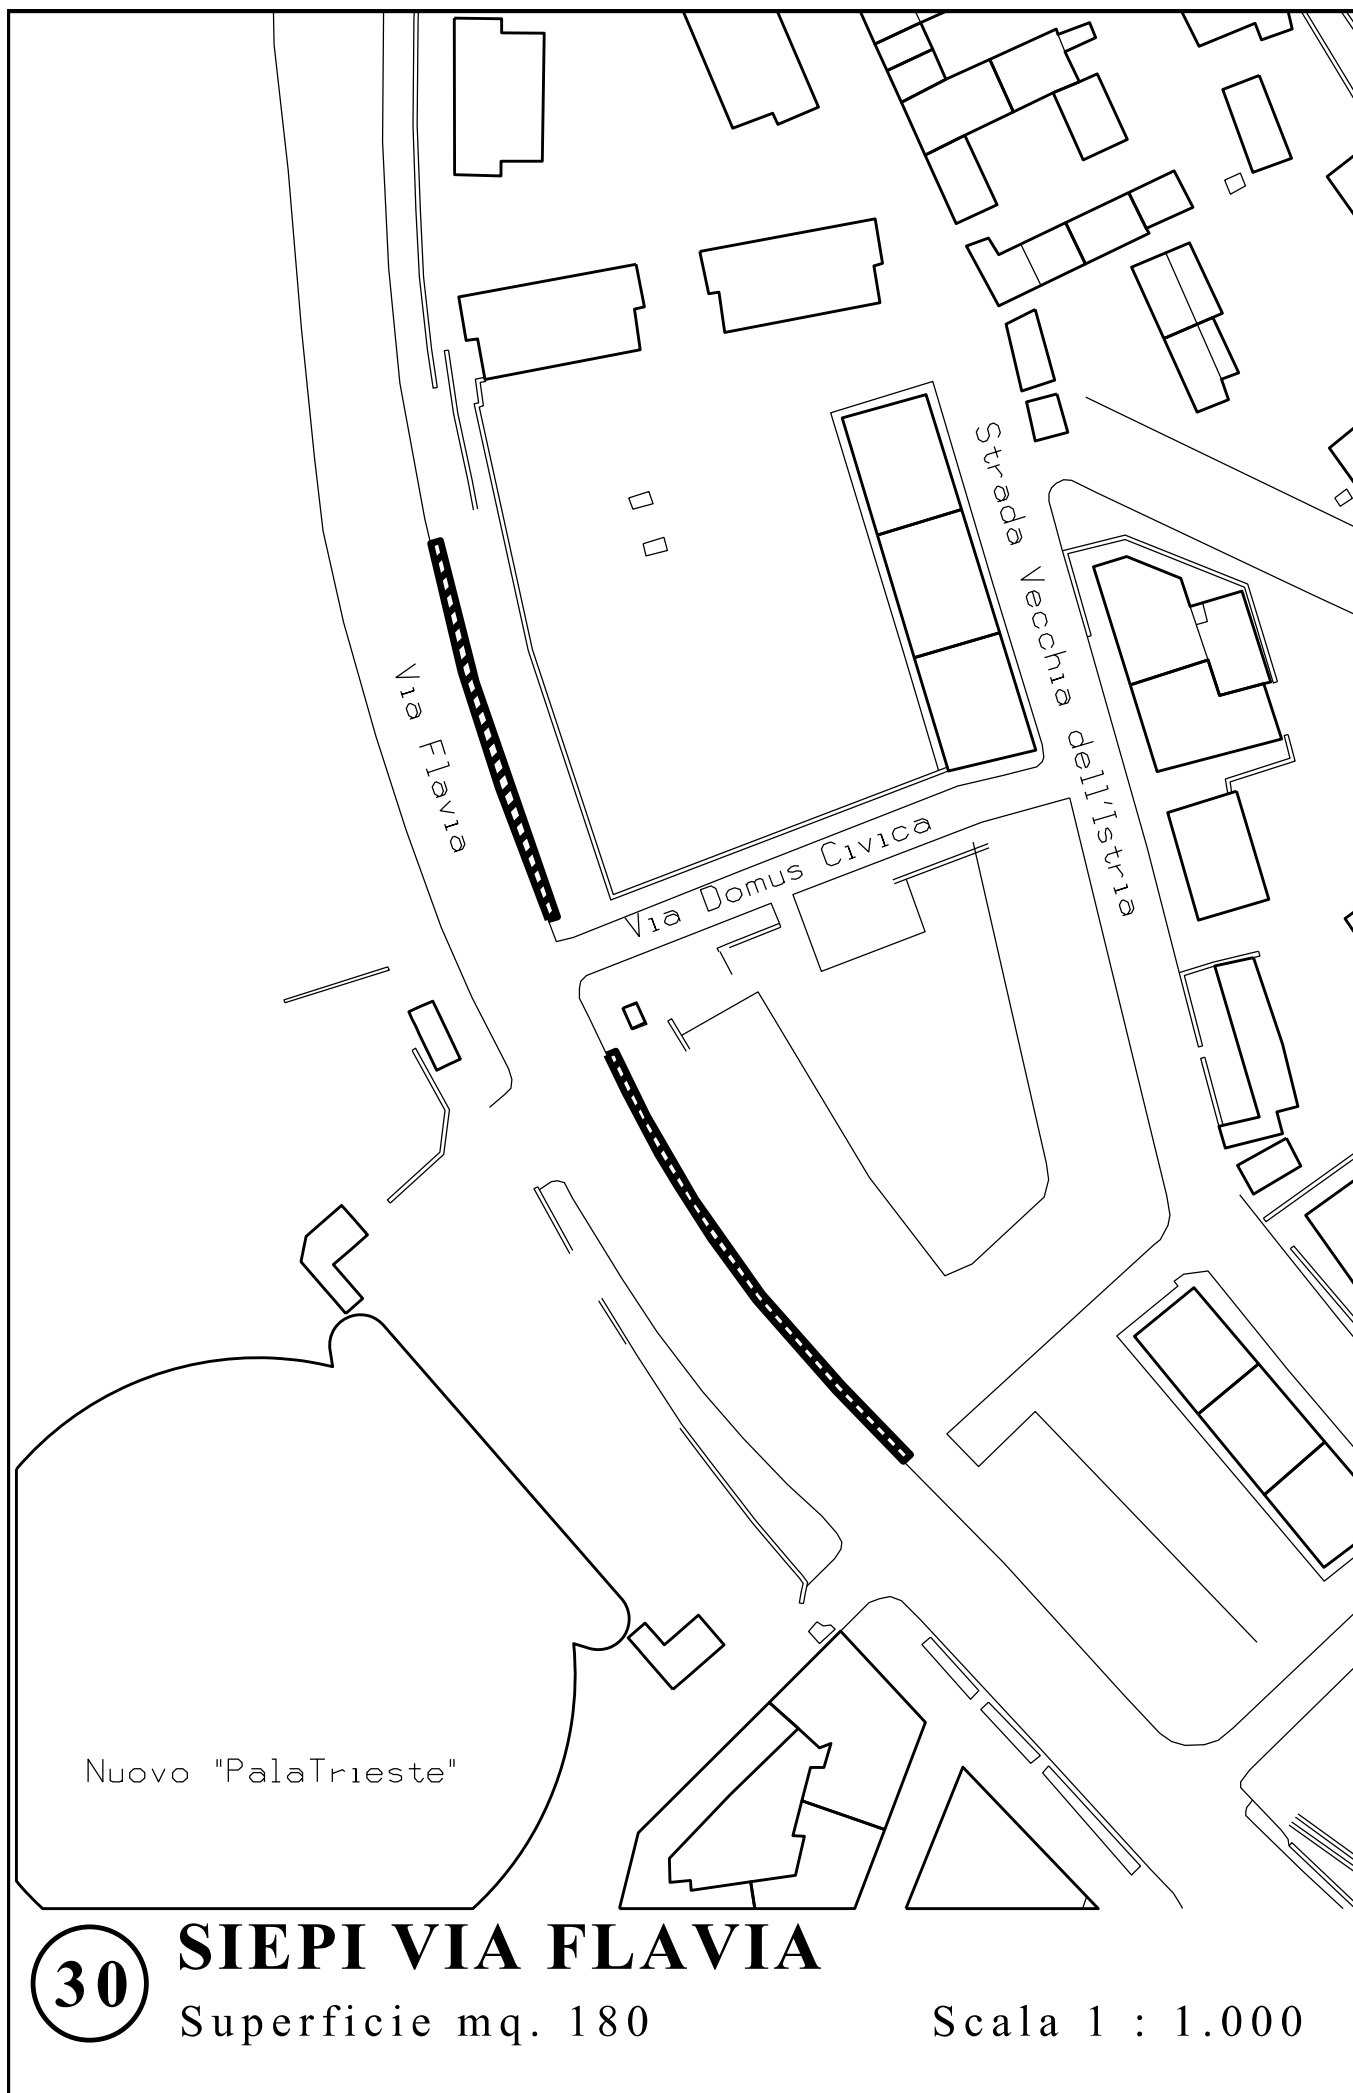 Strada Vecchia dell'Istria
Via Flavia
Via Domus Civica
Nuovo "PalaTrieste"
30
SIEPI VIA FLAVIA
Superficie mq. 180
Scala 1 : 1.000